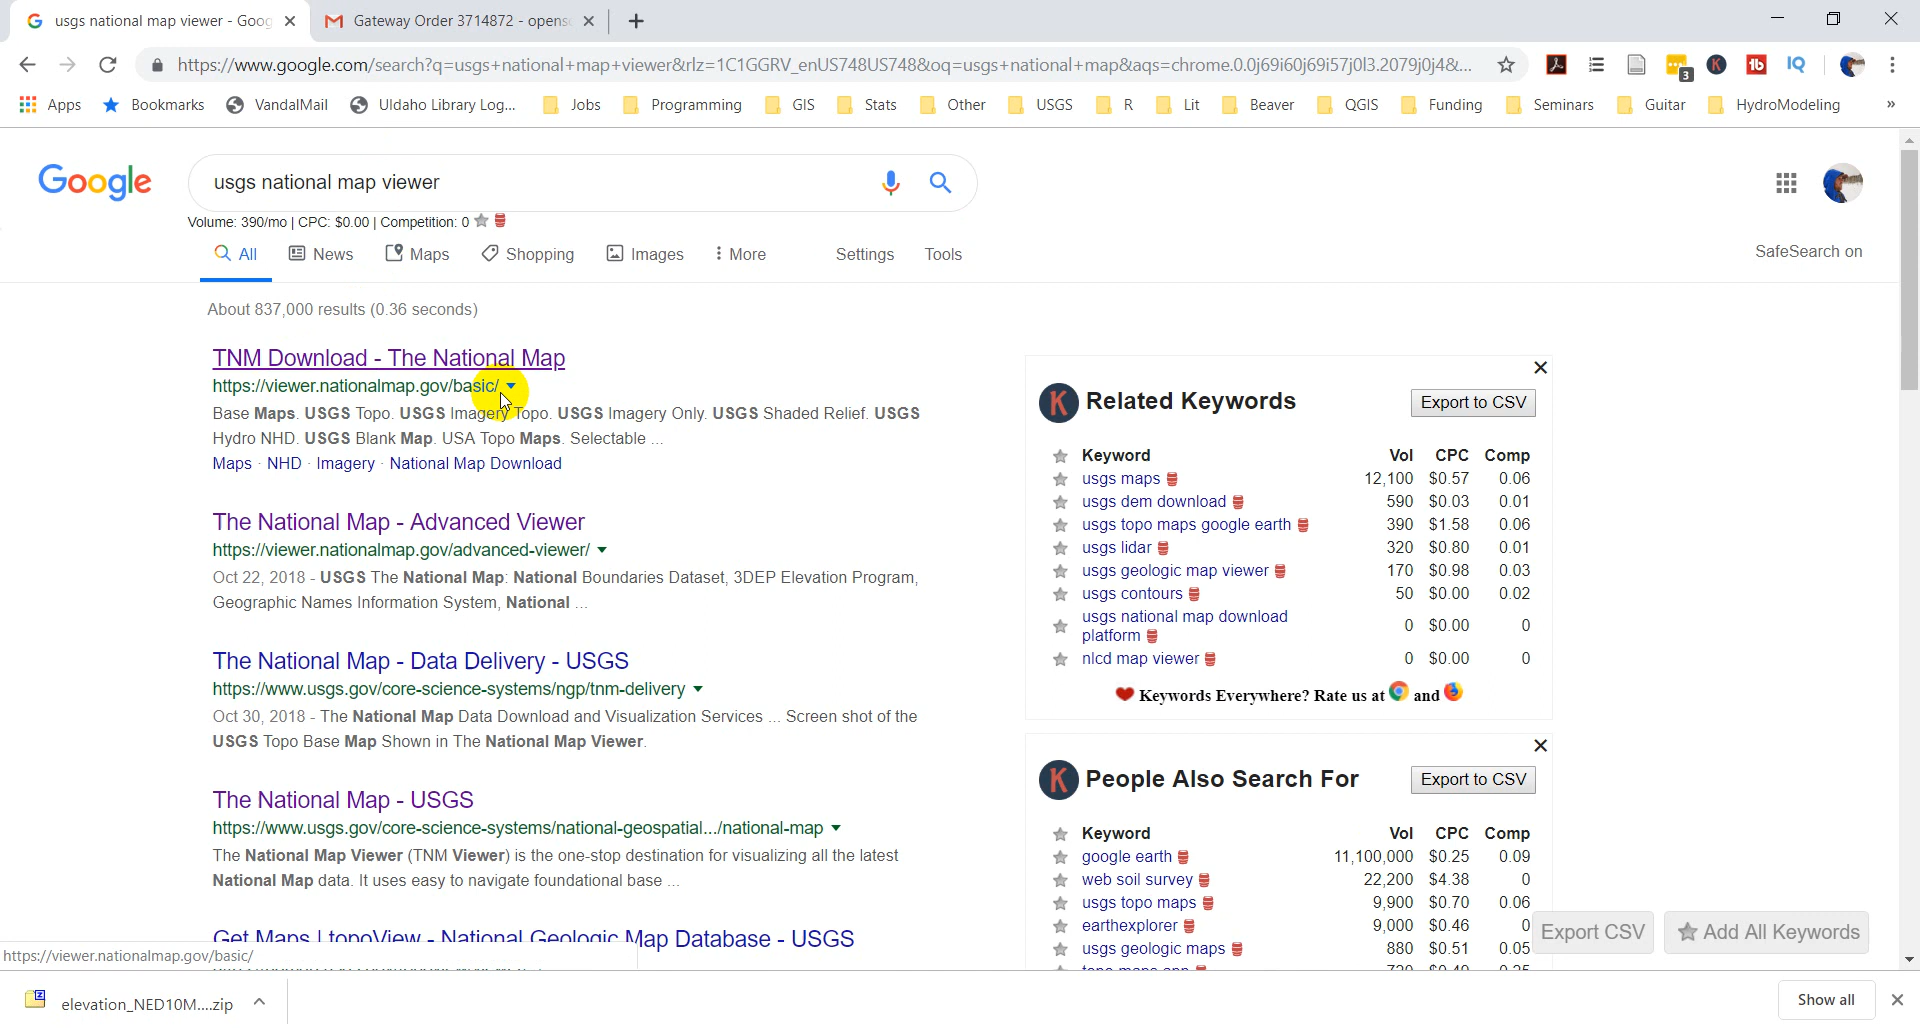 usgs national map viewer - Goog
Gateway Order 3714872 - opens
https://www.google.com/search?q=usgs+national+map+viewer&rlz=1C1GGRV_enUS748US748&oq=usgs+national+map&aqs=chrome.0.0j69i60j69i57j0l3.2079j0j4&...
3
Apps Bookmarks VandalMail UIdaho Library Log... Jobs Programming GIS Stats Other USGS R Lit Beaver QGIS Funding Seminars Guitar HydroModeling »
Google
usgs national map viewer
Volume: 390/mo | CPC: $0.00 | Competition: 0
All News Maps Shopping Images More Settings Tools
SafeSearch on
About 837,000 results (0.36 seconds)
TNM Download - The National Map
https://viewer.nationalmap.gov/basic/
Base Maps. USGS Topo. USGS Imagery Topo. USGS Imagery Only. USGS Shaded Relief. USGS
Hydro NHD. USGS Blank Map. USA Topo Maps. Selectable ...
Maps · NHD · Imagery · National Map Download
The National Map - Advanced Viewer
https://viewer.nationalmap.gov/advanced-viewer/
Oct 22, 2018 - USGS The National Map: National Boundaries Dataset, 3DEP Elevation Program,
Geographic Names Information System, National ...
The National Map - Data Delivery - USGS
https://www.usgs.gov/core-science-systems/ngp/tnm-delivery
Oct 30, 2018 - The National Map Data Download and Visualization Services ... Screen shot of the
USGS Topo Base Map Shown in The National Map Viewer.
The National Map - USGS
https://www.usgs.gov/core-science-systems/national-geospatial.../national-map
The National Map Viewer (TNM Viewer) is the one-stop destination for visualizing all the latest
National Map data. It uses easy to navigate foundational base ...
Get Maps | topoView - National Geologic Map Database - USGS
https://viewer.nationalmap.gov/basic/
K Related Keywords Export to CSV
Keyword Vol CPC Comp
usgs maps 12,100 $0.57 0.06
usgs dem download 590 $0.03 0.01
usgs topo maps google earth 390 $1.58 0.06
usgs lidar 320 $0.80 0.01
usgs geologic map viewer 170 $0.98 0.03
usgs contours 50 $0.00 0.02
usgs national map download
platform 0 $0.00 0
nlcd map viewer 0 $0.00 0
Keywords Everywhere? Rate us at and
K People Also Search For Export to CSV
Keyword Vol CPC Comp
google earth 11,100,000 $0.25 0.09
web soil survey 22,200 $4.38 0
usgs topo maps 9,900 $0.70 0.06
earthexplorer 9,000 $0.46 0
usgs geologic maps 880 $0.51 0.05
Export CSV Add All Keywords
elevation_NED10M....zip
Show all